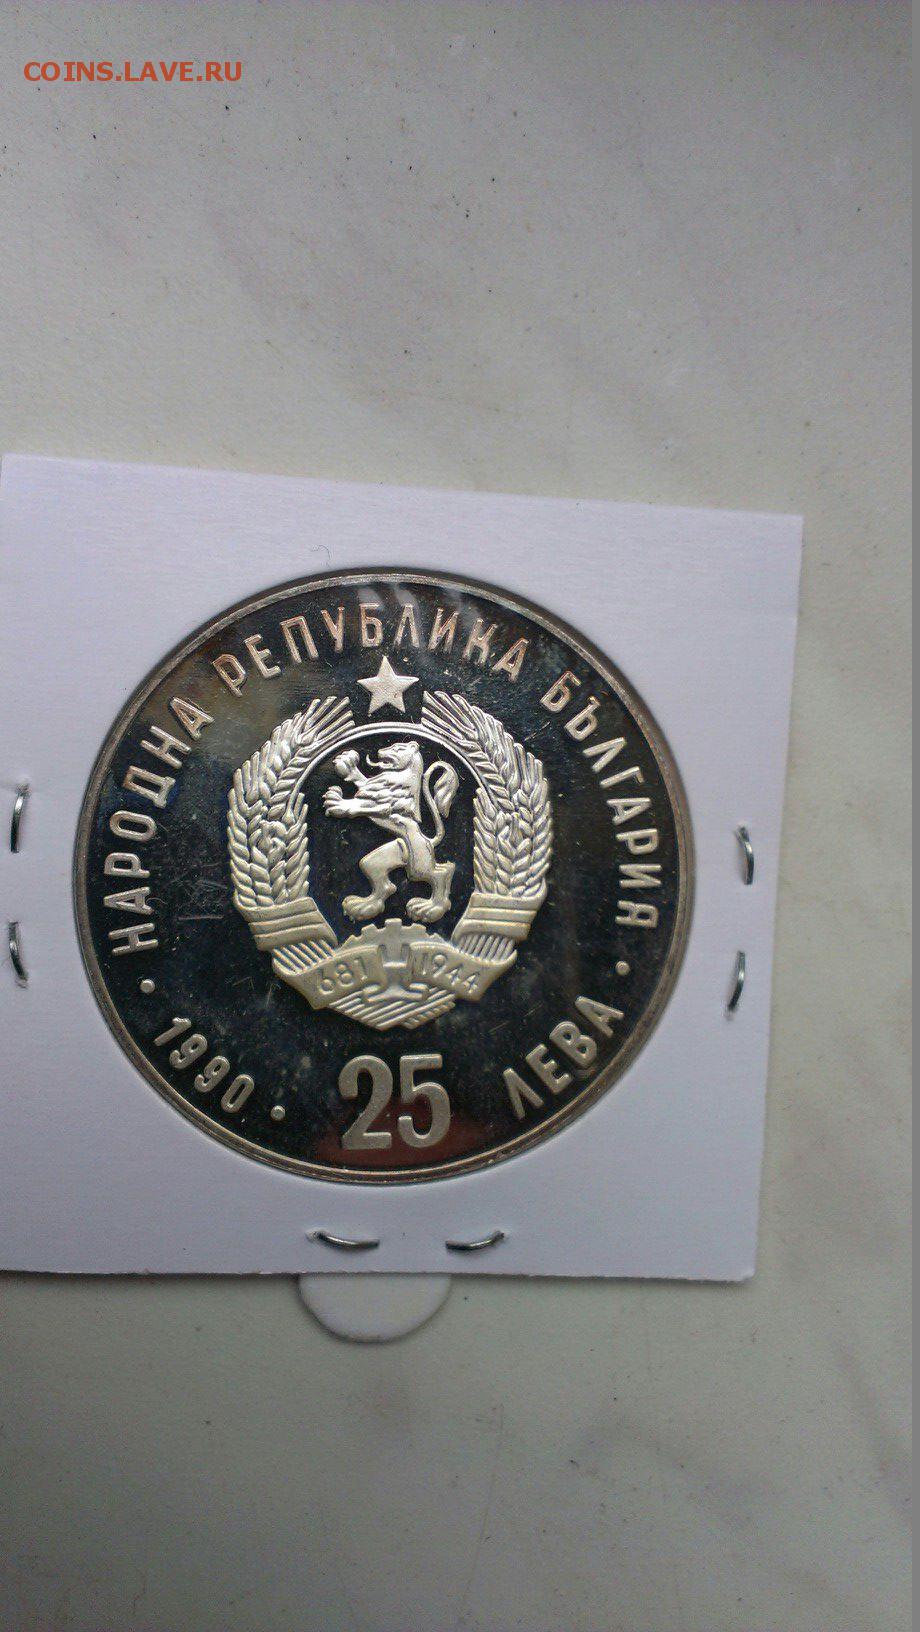 COINS.LAVE.RU
НАРОДНА РЕПУБЛИКА БЪЛГАРИЯ
681 1944
· 1990 · 25 ЛЕВА ·